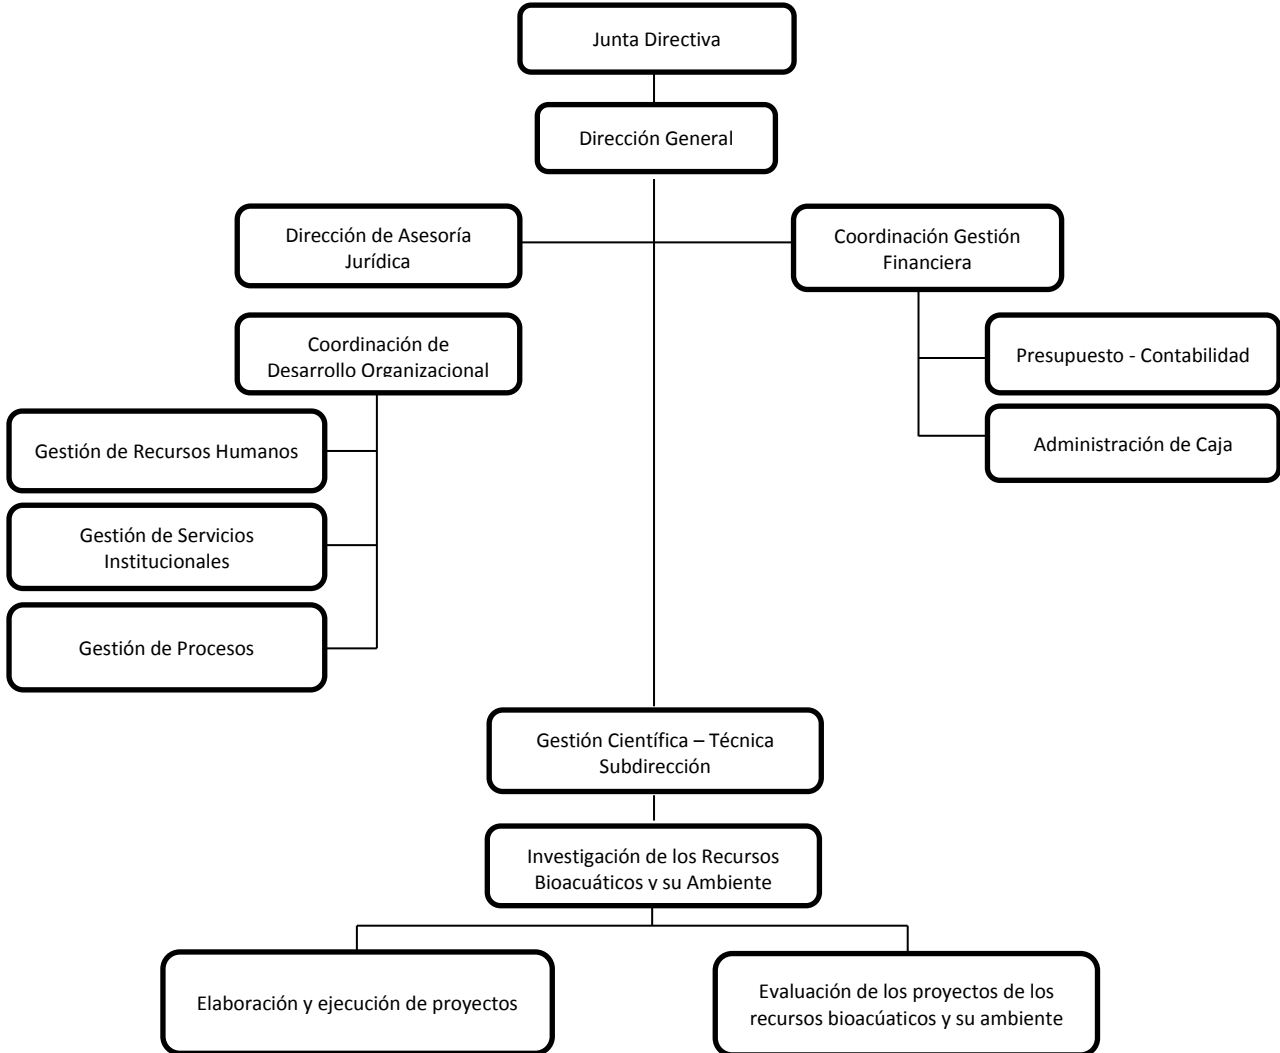 Junta Directiva
Dirección General
Dirección de Asesoría
Jurídica
Coordinación Gestión
Financiera
Coordinación de
Desarrollo Organizacional
Presupuesto - Contabilidad
Administración de Caja
Gestión de Recursos Humanos
Gestión de Servicios
Institucionales
Gestión de Procesos
Gestión Científica – Técnica
Subdirección
Investigación de los Recursos
Bioacuáticos y su Ambiente
Elaboración y ejecución de proyectos
Evaluación de los proyectos de los
recursos bioacúaticos y su ambiente